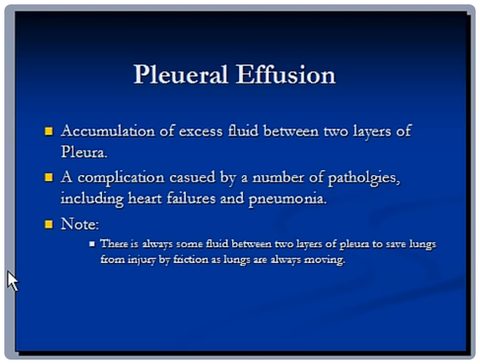 Pleueral Effusion
Accumulation of excess fluid between two layers of
Pleura.
A complication casued by a number of patholgies,
including heart failures and pneumonia.
Note:
There is always some fluid between two layers of pleura to save lungs
from injury by friction as lungs are always moving.